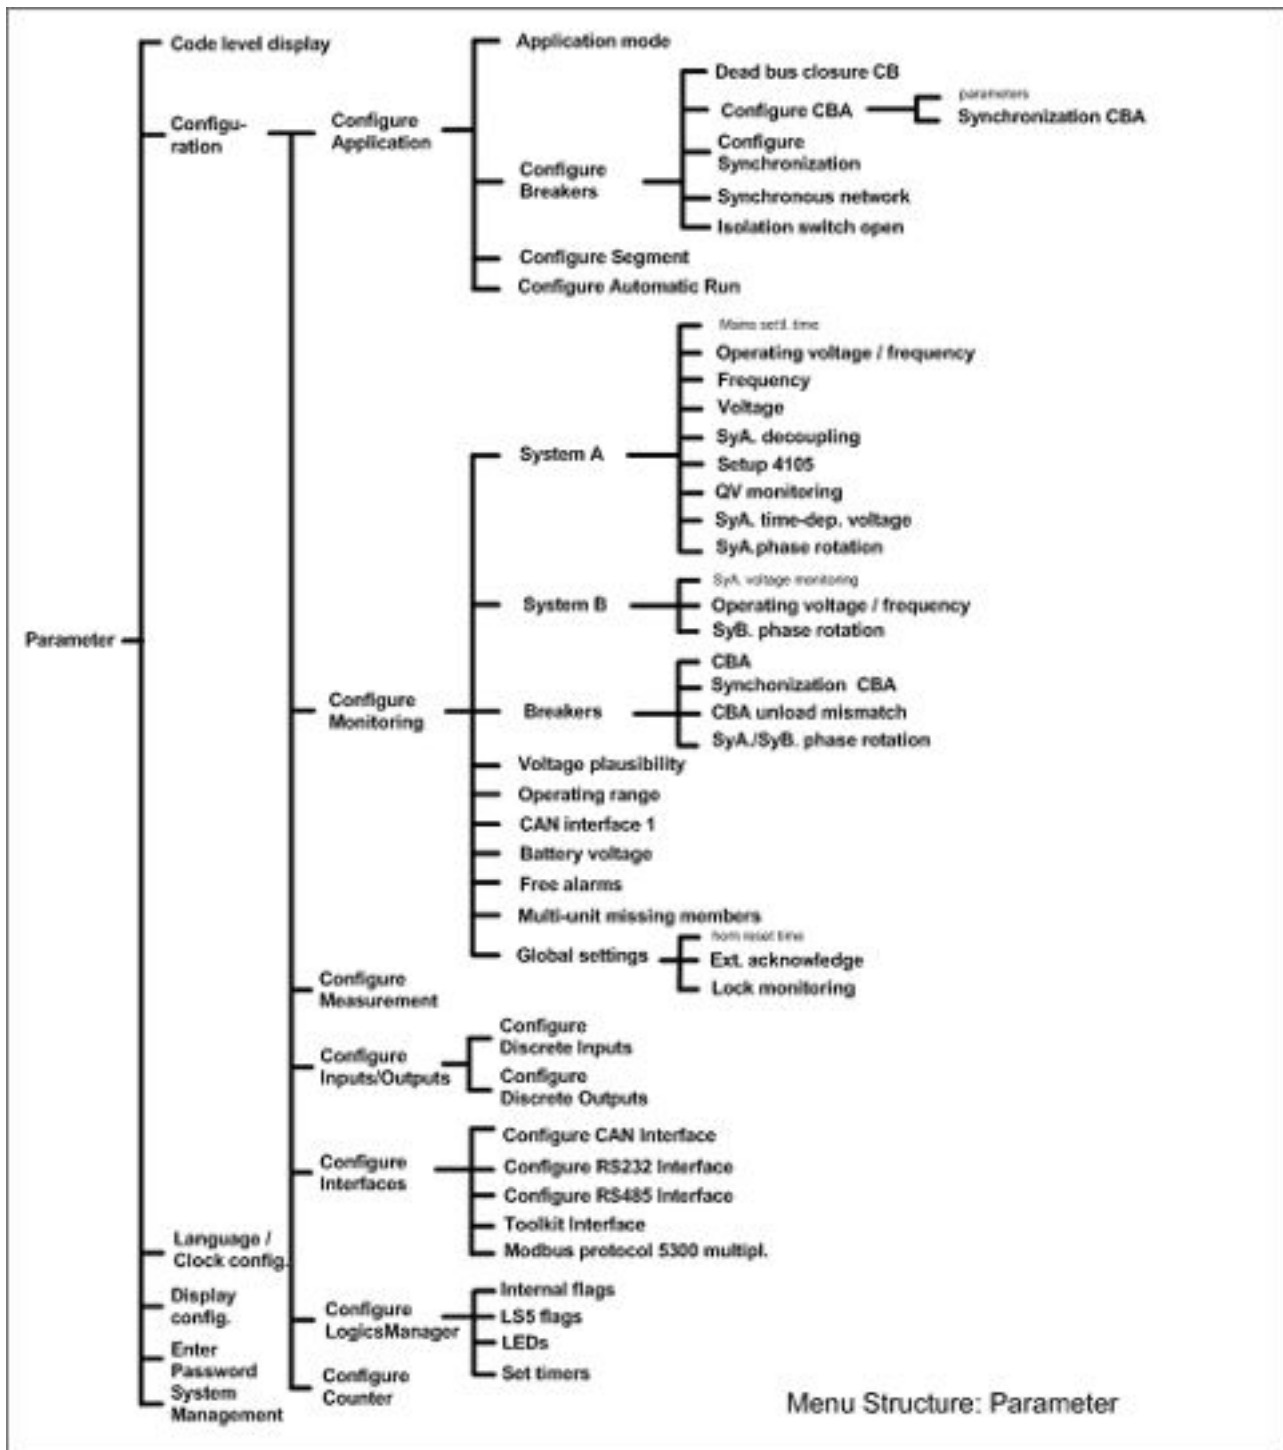 Code level display
Configu-
ration
Configure
Application
Application mode
Configure
Breakers
Dead bus closure CB
Configure CBA
parameters
Synchronization CBA
Configure
Synchronization
Synchronous network
Isolation switch open
Configure Segment
Configure Automatic Run
Parameter
Configure
Monitoring
System A
Mains settl. time
Operating voltage / frequency
Frequency
Voltage
SyA. decoupling
Setup 4105
QV monitoring
SyA. time-dep. voltage
SyA.phase rotation
System B
SyA. voltage monitoring
Operating voltage / frequency
SyB. phase rotation
Breakers
CBA
Synchonization CBA
CBA unload mismatch
SyA./SyB. phase rotation
Voltage plausibility
Operating range
CAN interface 1
Battery voltage
Free alarms
Multi-unit missing members
Global settings
horn reset time
Ext. acknowledge
Lock monitoring
Configure
Measurement
Configure
Inputs/Outputs
Configure
Discrete Inputs
Configure
Discrete Outputs
Configure
Interfaces
Configure CAN Interface
Configure RS232 Interface
Configure RS485 Interface
Toolkit Interface
Modbus protocol 5300 multipl.
Configure
LogicsManager
Internal flags
LS5 flags
LEDs
Set timers
Configure
Counter
Language /
Clock config.
Display
config.
Enter
Password
System
Management
Menu Structure: Parameter